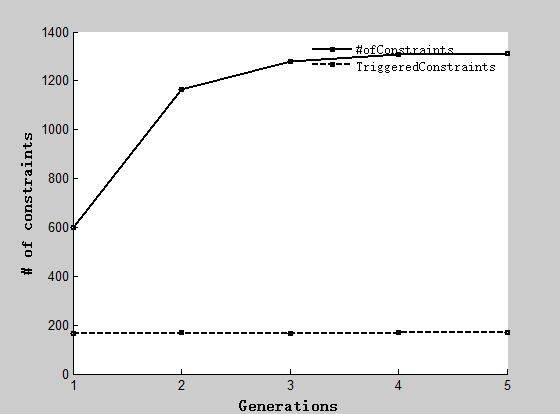 1400
1200
1000
800
600
400
200
0
# of constraints
#ofConstraints
TriggeredConstraints
1 2 3 4 5
Generations